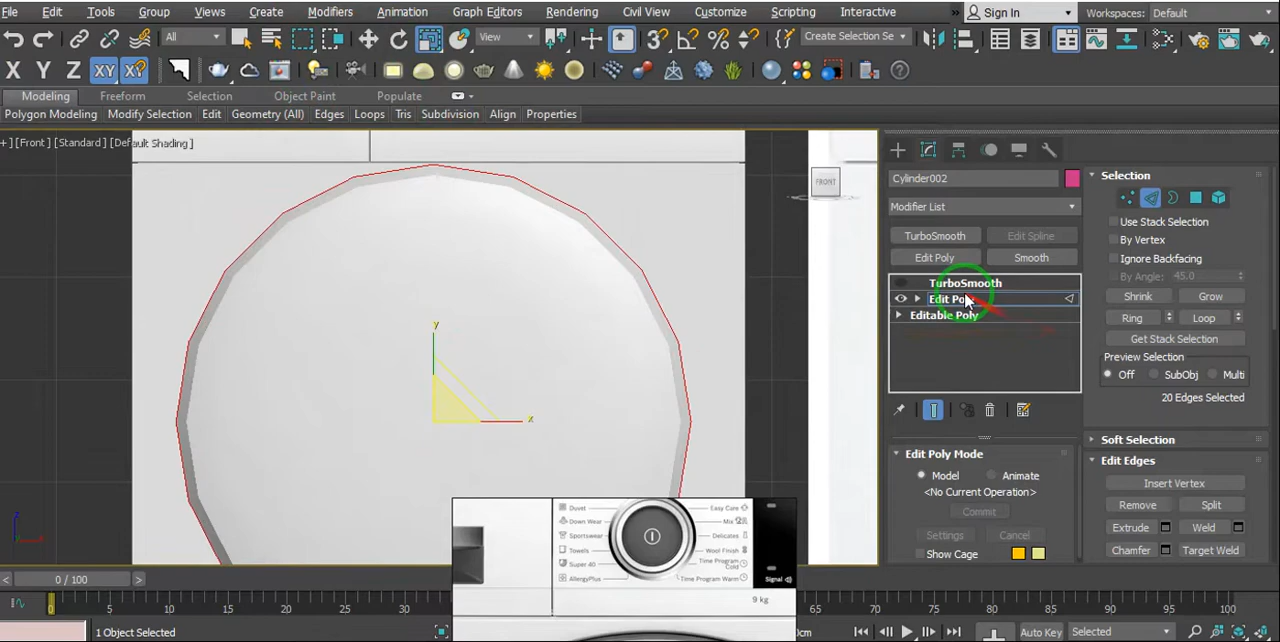 File Edit Tools Group Views Create Modifiers Animation Graph Editors Rendering Civil View Customize Scripting Interactive » Sign In Workspaces: Default
All View Create Selection Se
X Y Z XY XY
Modeling Freeform Selection Object Paint Populate
Polygon Modeling Modify Selection Edit Geometry (All) Edges Loops Tris Subdivision Align Properties
+ ] [Front ] [Standard ] [Default Shading ]
FRONT
y
x
z
Cylinder002
Modifier List
TurboSmooth Edit Spline
Edit Poly Smooth
TurboSmooth
Edit Poly
Editable Poly
Edit Poly Mode
Model Animate
<No Current Operation>
Commit
Settings Cancel
Show Cage
Selection
Use Stack Selection
By Vertex
Ignore Backfacing
By Angle: 45.0
Shrink Grow
Ring Loop
Get Stack Selection
Preview Selection
Off SubObj Multi
20 Edges Selected
Soft Selection
Edit Edges
Insert Vertex
Remove Split
Extrude Weld
Chamfer Target Weld
Duvet Easy Care
Down Wear Mix
Sportswear Delicates
Towels Wool Finish
Super 40 Time Program Cold
AllergyPlus Time Program Warm
Signal
9 kg
< 0 / 100 >
0 5 10 15 20 25 30 65 70 75 80 85 90 95 100
1 Object Selected
0cm
Auto Key Selected